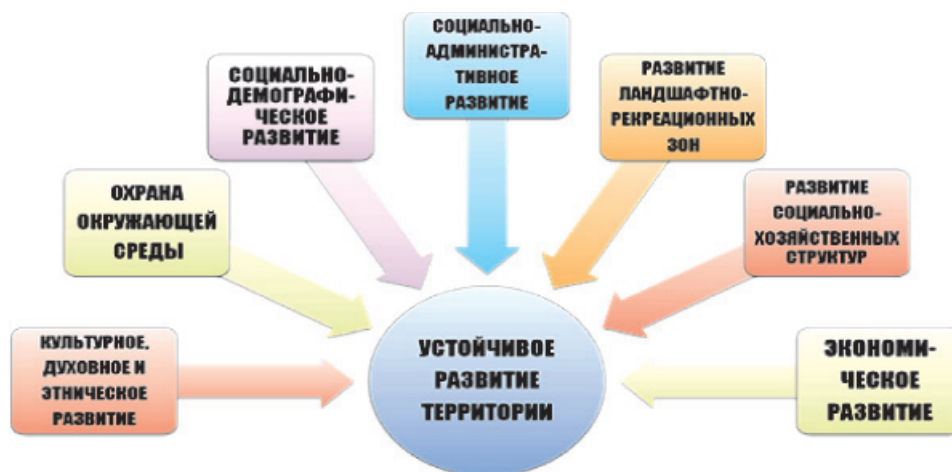 СОЦИАЛЬНО-
АДМИНИСТРА-
ТИВНОЕ
РАЗВИТИЕ
СОЦИАЛЬНО-
ДЕМОГРАФИ-
ЧЕСКОЕ
РАЗВИТИЕ
РАЗВИТИЕ
ЛАНДШАФТНО-
РЕКРЕАЦИОННЫХ
ЗОН
ОХРАНА
ОКРУЖАЮЩЕЙ
СРЕДЫ
РАЗВИТИЕ
СОЦИАЛЬНО-
ХОЗЯЙСТВЕННЫХ
СТРУКТУР
КУЛЬТУРНОЕ,
ДУХОВНОЕ И
ЭТНИЧЕСКОЕ
РАЗВИТИЕ
УСТОЙЧИВОЕ
РАЗВИТИЕ
ТЕРРИТОРИИ
ЭКОНОМИ-
ЧЕСКОЕ
РАЗВИТИЕ